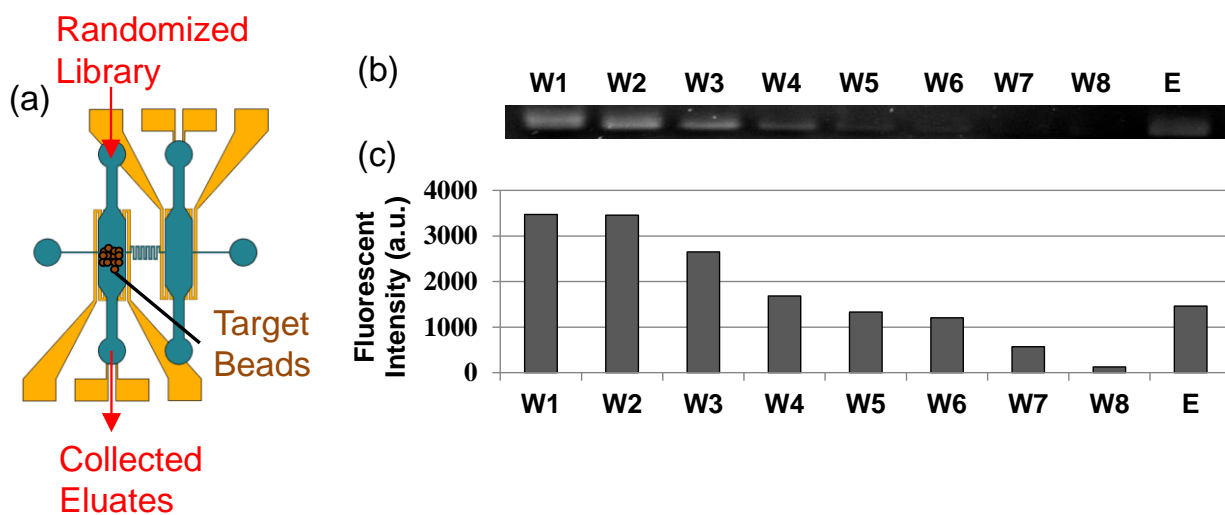 Randomized
Library
(a)
Target
Beads
Collected
Eluates
(b)
W1 W2 W3 W4 W5 W6 W7 W8 E
(c)
Fluorescent
Intensity (a.u.)
4000
3000
2000
1000
0
W1 W2 W3 W4 W5 W6 W7 W8 E